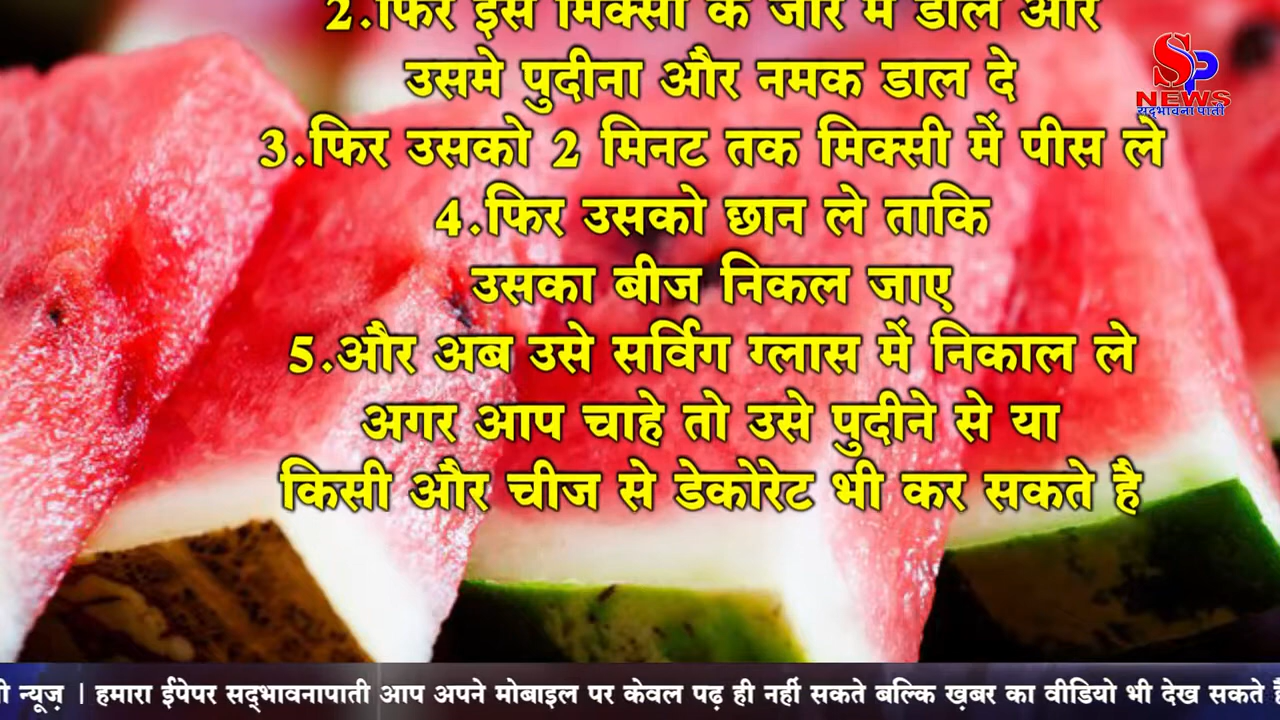 2.फिर इसे मिक्सी के जार में डाले और
उसमे पुदीना और नमक डाल दे
3.फिर उसको 2 मिनट तक मिक्सी में पीस ले
4.फिर उसको छान ले ताकि
उसका बीज निकल जाए
5.और अब उसे सर्विंग ग्लास में निकाल ले
अगर आप चाहे तो उसे पुदीने से या
किसी और चीज से डेकोरेट भी कर सकते है
SP
NEWS
सद्भावना पाती
न्यूज़ | हमारा ईपेपर सद्भावनापाती आप अपने मोबाइल पर केवल पढ़ ही नहीं सकते बल्कि ख़बर का वीडियो भी देख सकते